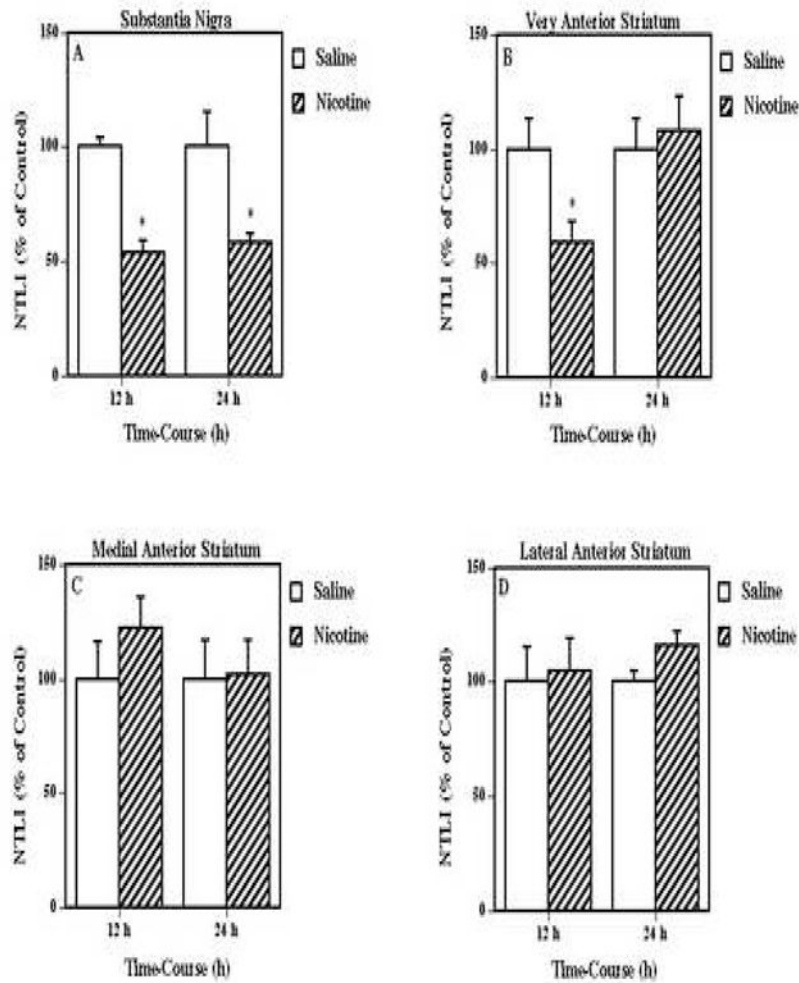 Substantia Nigra
150
A
100
50
0
NTLI (% of Control)
12 h
24 h
Time-Course (h)
Saline
Nicotine
*
*
Very Anterior Striatum
150
B
100
50
0
NTLI (% of Control)
12 h
24 h
Time-Course (h)
Saline
Nicotine
*
Medial Anterior Striatum
150
C
100
50
0
NTLI (% of Control)
12 h
24 h
Time-Course (h)
Saline
Nicotine
Lateral Anterior Striatum
150
D
100
50
0
NTLI (% of Control)
12 h
24 h
Time-Course (h)
Saline
Nicotine